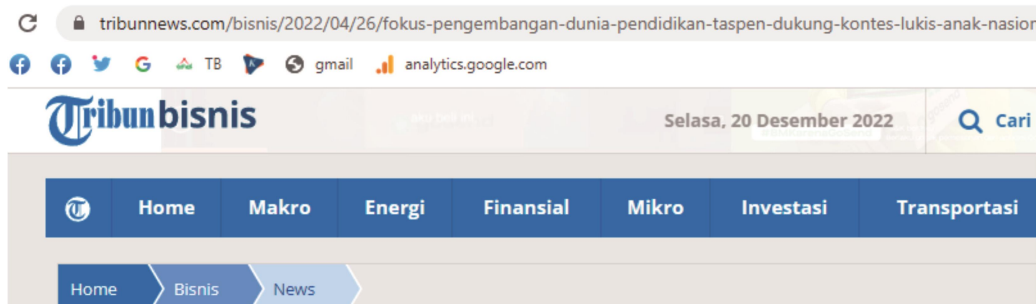 tribunnews.com/bisnis/2022/04/26/fokus-pengembangan-dunia-pendidikan-taspen-dukung-kontes-lukis-anak-nasion
G TB gmail analytics.google.com
Tribunbisnis Selasa, 20 Desember 2022 Cari
Home Makro Energi Finansial Mikro Investasi Transportasi
Home Bisnis News